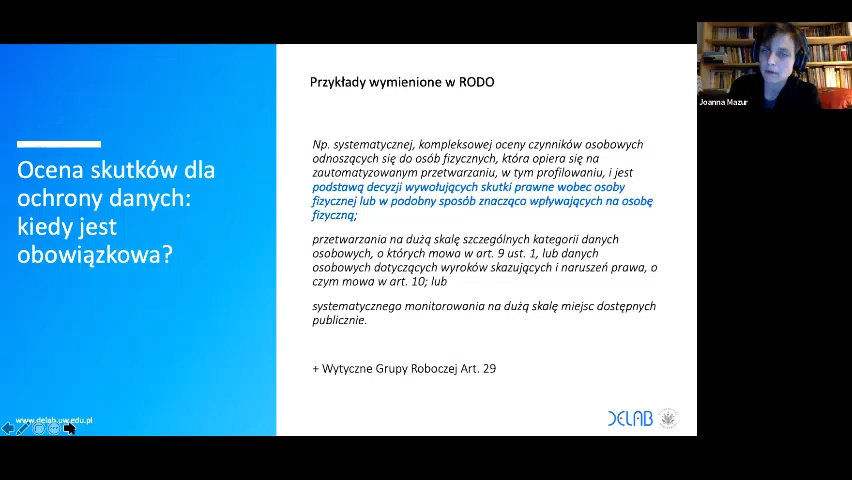 Przykłady wymienione w RODO
Ocena skutków dla
ochrony danych:
kiedy jest
obowiązkowa?
Np. systematycznej, kompleksowej oceny czynników osobowych
odnoszących się do osób fizycznych, która opiera się na
zautomatyzowanym przetwarzaniu, w tym profilowaniu, i jest
podstawą decyzji wywołujących skutki prawne wobec osoby
fizycznej lub w podobny sposób znacząco wpływających na osobę
fizyczną;
przetwarzania na dużą skalę szczególnych kategorii danych
osobowych, o których mowa w art. 9 ust. 1, lub danych
osobowych dotyczących wyroków skazujących i naruszeń prawa, o
czym mowa w art. 10; lub
systematycznego monitorowania na dużą skalę miejsc dostępnych
publicznie.
+ Wytyczne Grupy Roboczej Art. 29
www.delab.uw.edu.pl
DELAB
Joanna Mazur